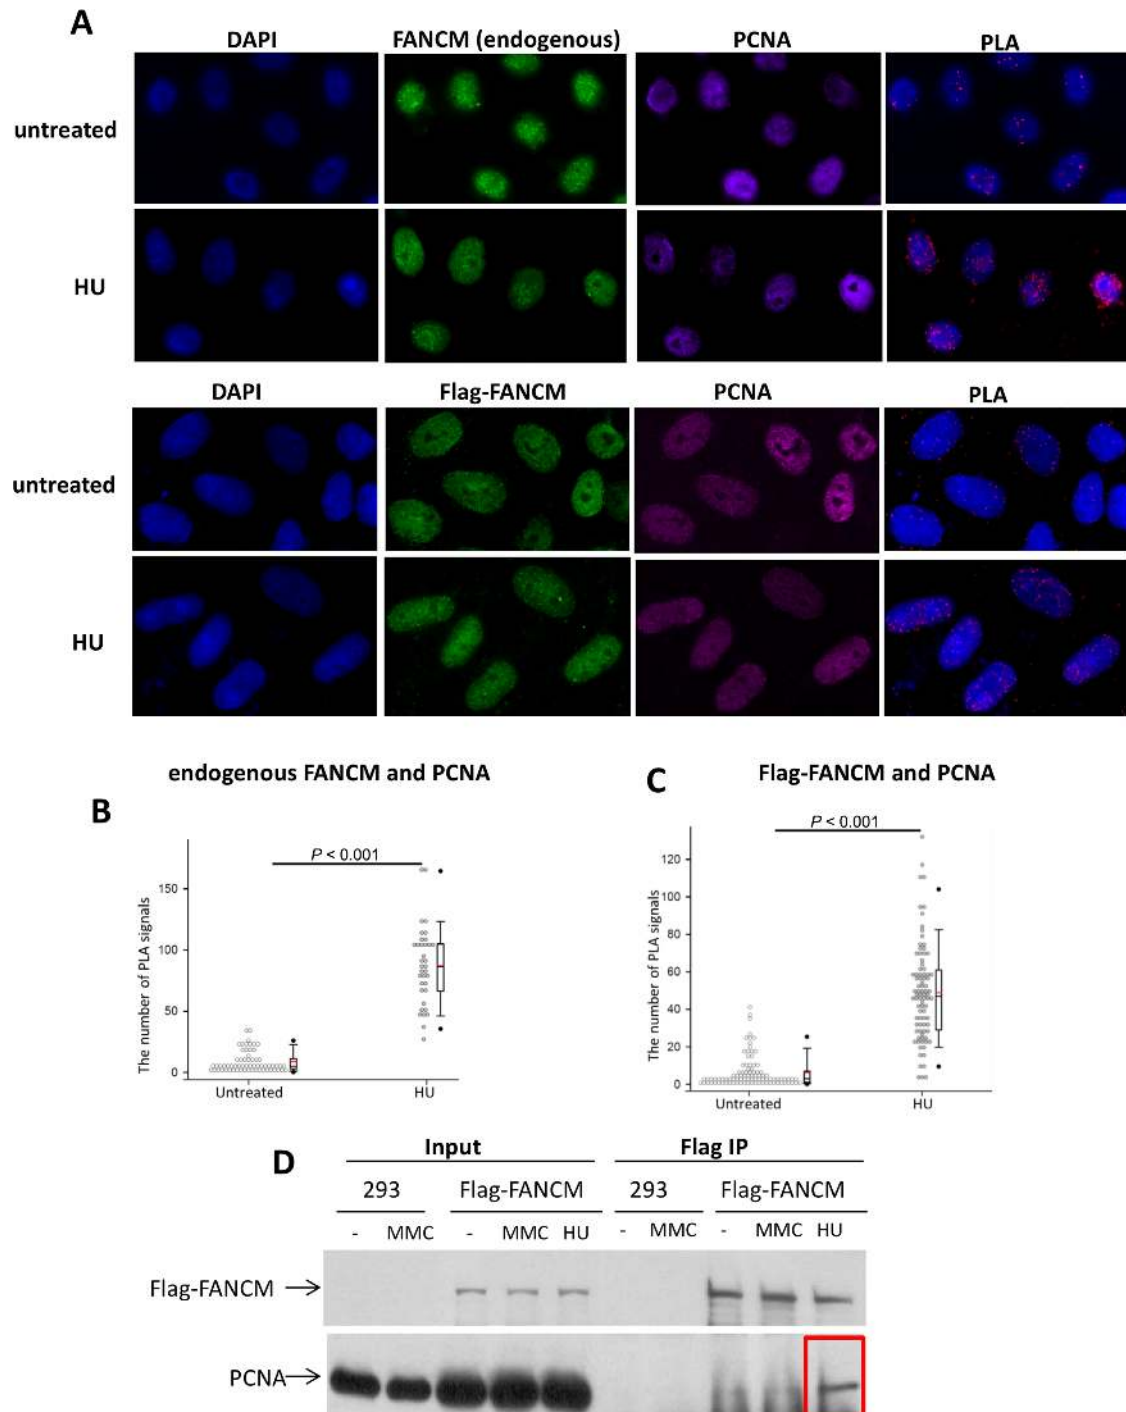 A
DAPI FANCM (endogenous) PCNA PLA
untreated
HU
DAPI Flag-FANCM PCNA PLA
untreated
HU
endogenous FANCM and PCNA
B
P < 0.001
The number of PLA signals
150
100
50
0
Untreated HU
Flag-FANCM and PCNA
C
P < 0.001
The number of PLA signals
120
80
60
40
20
0
Untreated HU
D
Input Flag IP
293 Flag-FANCM 293 Flag-FANCM
- MMC - MMC HU - MMC - MMC HU
Flag-FANCM
PCNA